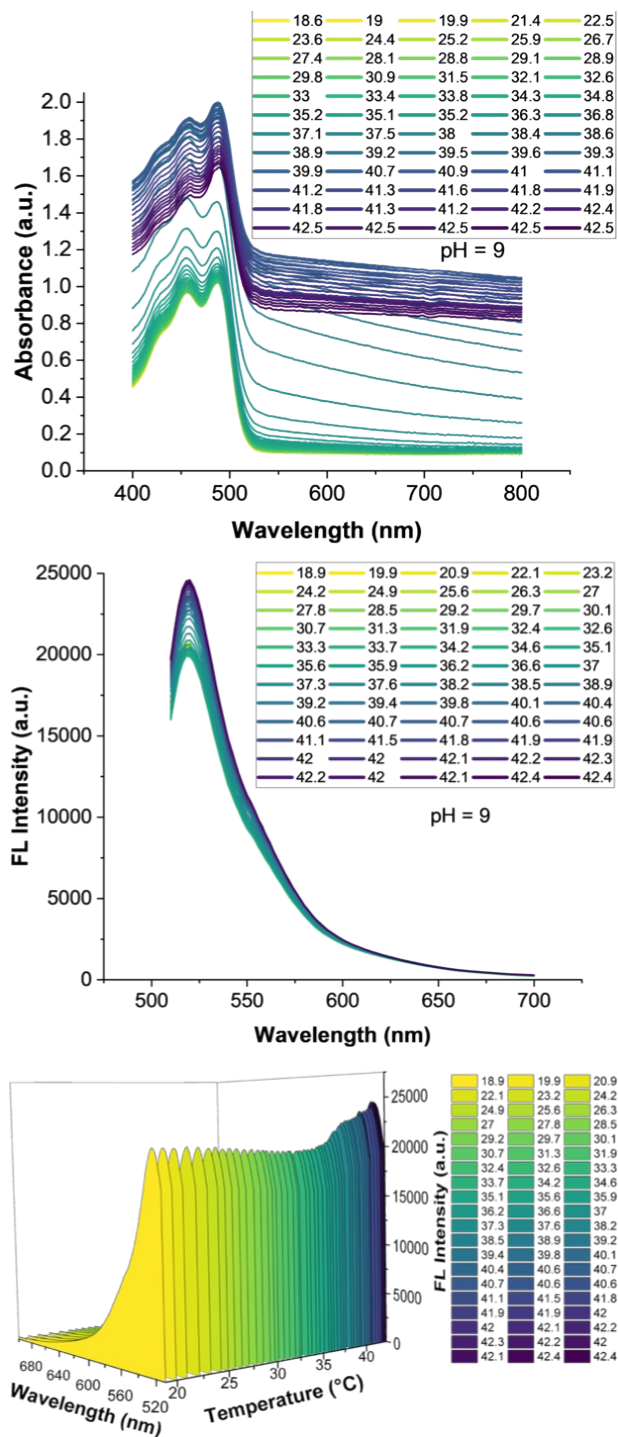 18.6 19 19.9 21.4 22.5
23.6 24.4 25.2 25.9 26.7
27.4 28.1 28.8 29.1 28.9
29.8 30.9 31.5 32.1 32.6
33 33.4 33.8 34.3 34.8
35.2 35.1 35.2 36.3 36.8
37.1 37.5 38 38.4 38.6
38.9 39.2 39.5 39.6 39.3
39.9 40.7 40.9 41 41.1
41.2 41.3 41.6 41.8 41.9
41.8 41.3 41.2 42.2 42.4
42.5 42.5 42.5 42.5 42.5
pH = 9
Absorbance (a.u.)
2.0
1.8
1.6
1.4
1.2
1.0
0.8
0.6
0.4
0.2
0.0
400 500 600 700 800
Wavelength (nm)
18.9 19.9 20.9 22.1 23.2
24.2 24.9 25.6 26.3 27
27.8 28.5 29.2 29.7 30.1
30.7 31.3 31.9 32.4 32.6
33.3 33.7 34.2 34.6 35.1
35.6 35.9 36.2 36.6 37
37.3 37.6 38.2 38.5 38.9
39.2 39.4 39.8 40.1 40.4
40.6 40.7 40.7 40.6 40.6
41.1 41.5 41.8 41.9 41.9
42 42 42.1 42.2 42.3
42.2 42 42.1 42.4 42.4
pH = 9
FL Intensity (a.u.)
25000
20000
15000
10000
5000
0
500 550 600 650 700
Wavelength (nm)
25000
20000
15000
10000
5000
0
FL Intensity (a.u.)
680 640 600 560 520
Wavelength (nm)
20 25 30 35 40
Temperature (°C)
18.9 19.9 20.9
22.1 23.2 24.2
24.9 25.6 26.3
27 27.8 28.5
29.2 29.7 30.1
30.7 31.3 31.9
32.4 32.6 33.3
33.7 34.2 34.6
35.1 35.6 35.9
36.2 36.6 37
37.3 37.6 38.2
38.5 38.9 39.2
39.4 39.8 40.1
40.4 40.6 40.7
40.7 40.6 40.6
41.1 41.5 41.8
41.9 41.9 42
42 42.1 42.2
42.3 42.2 42
42.1 42.4 42.4